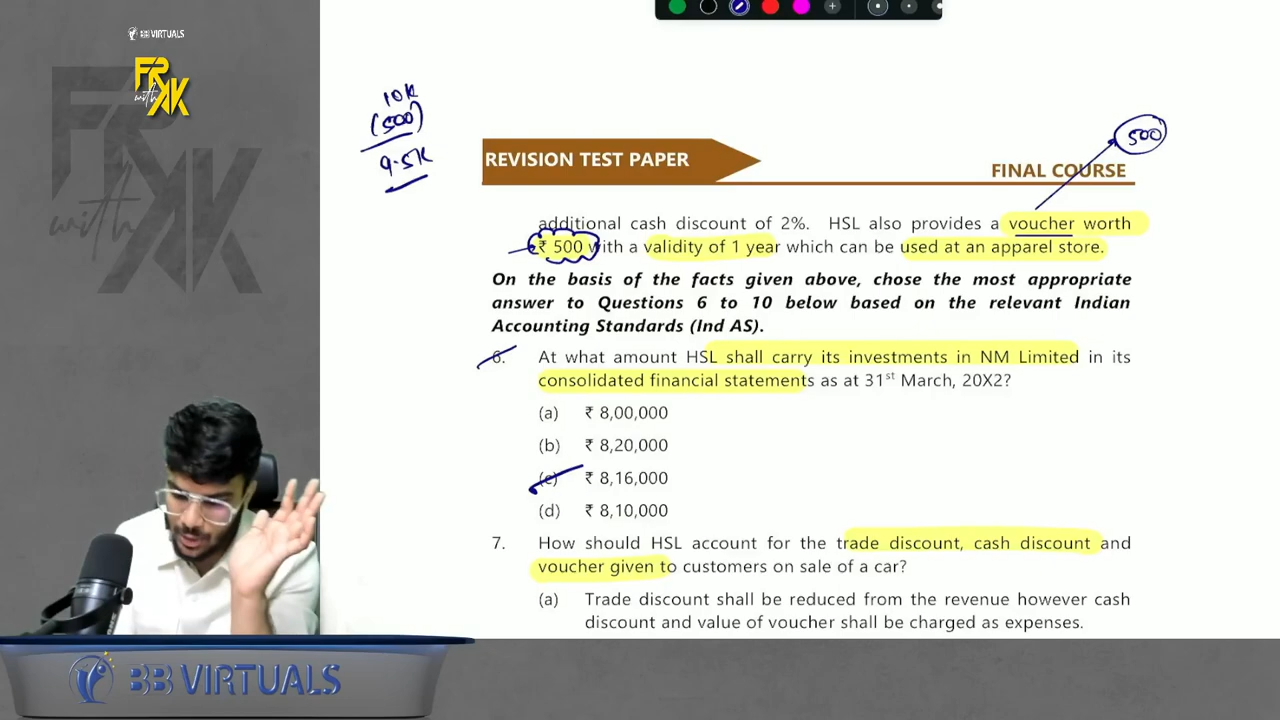 BB VIRTUALS
FR
with
KK
FR
with
KK
10K
(500)
9.5K
500
REVISION TEST PAPER
FINAL COURSE
additional cash discount of 2%. HSL also provides a voucher worth
₹ 500 with a validity of 1 year which can be used at an apparel store.
On the basis of the facts given above, chose the most appropriate
answer to Questions 6 to 10 below based on the relevant Indian
Accounting Standards (Ind AS).
6. At what amount HSL shall carry its investments in NM Limited in its
consolidated financial statements as at 31st March, 20X2?
(a) ₹ 8,00,000
(b) ₹ 8,20,000
(c) ₹ 8,16,000
(d) ₹ 8,10,000
7. How should HSL account for the trade discount, cash discount and
voucher given to customers on sale of a car?
(a) Trade discount shall be reduced from the revenue however cash
discount and value of voucher shall be charged as expenses.
BB VIRTUALS